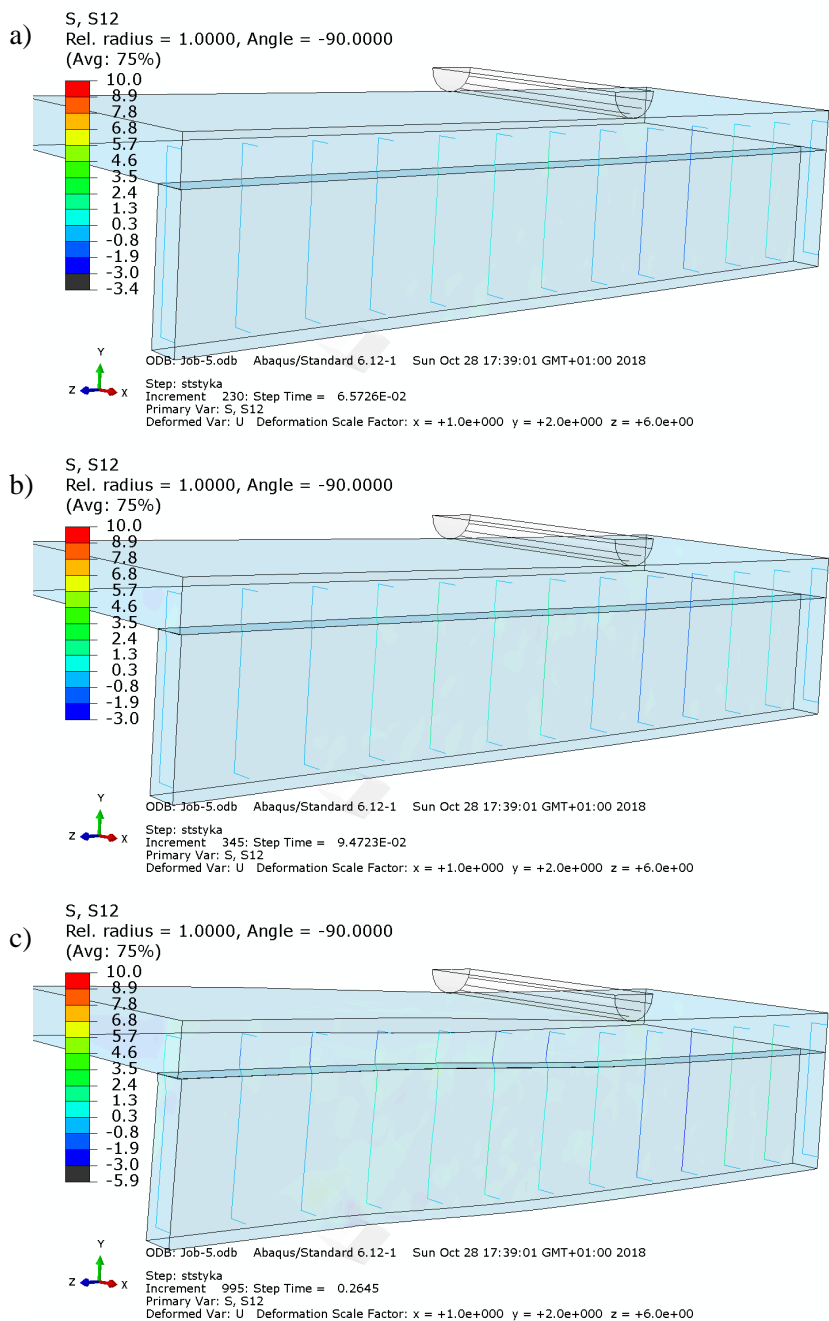 a)
S, S12
Rel. radius = 1.0000, Angle = -90.0000
(Avg: 75%)
10.0
8.9
7.8
6.8
5.7
4.6
3.5
2.4
1.3
0.3
-0.8
-1.9
-3.0
-3.4
Y
Z X
ODB: Job-5.odb Abaqus/Standard 6.12-1 Sun Oct 28 17:39:01 GMT+01:00 2018
Step: ststyka
Increment 230: Step Time = 6.5726E-02
Primary Var: S, S12
Deformed Var: U Deformation Scale Factor: x = +1.0e+000 y = +2.0e+000 z = +6.0e+00
b)
S, S12
Rel. radius = 1.0000, Angle = -90.0000
(Avg: 75%)
10.0
8.9
7.8
6.8
5.7
4.6
3.5
2.4
1.3
0.3
-0.8
-1.9
-3.0
Y
Z X
ODB: Job-5.odb Abaqus/Standard 6.12-1 Sun Oct 28 17:39:01 GMT+01:00 2018
Step: ststyka
Increment 345: Step Time = 9.4723E-02
Primary Var: S, S12
Deformed Var: U Deformation Scale Factor: x = +1.0e+000 y = +2.0e+000 z = +6.0e+00
c)
S, S12
Rel. radius = 1.0000, Angle = -90.0000
(Avg: 75%)
10.0
8.9
7.8
6.8
5.7
4.6
3.5
2.4
1.3
0.3
-0.8
-1.9
-3.0
-5.9
Y
Z X
ODB: Job-5.odb Abaqus/Standard 6.12-1 Sun Oct 28 17:39:01 GMT+01:00 2018
Step: ststyka
Increment 995: Step Time = 0.2645
Primary Var: S, S12
Deformed Var: U Deformation Scale Factor: x = +1.0e+000 y = +2.0e+000 z = +6.0e+00